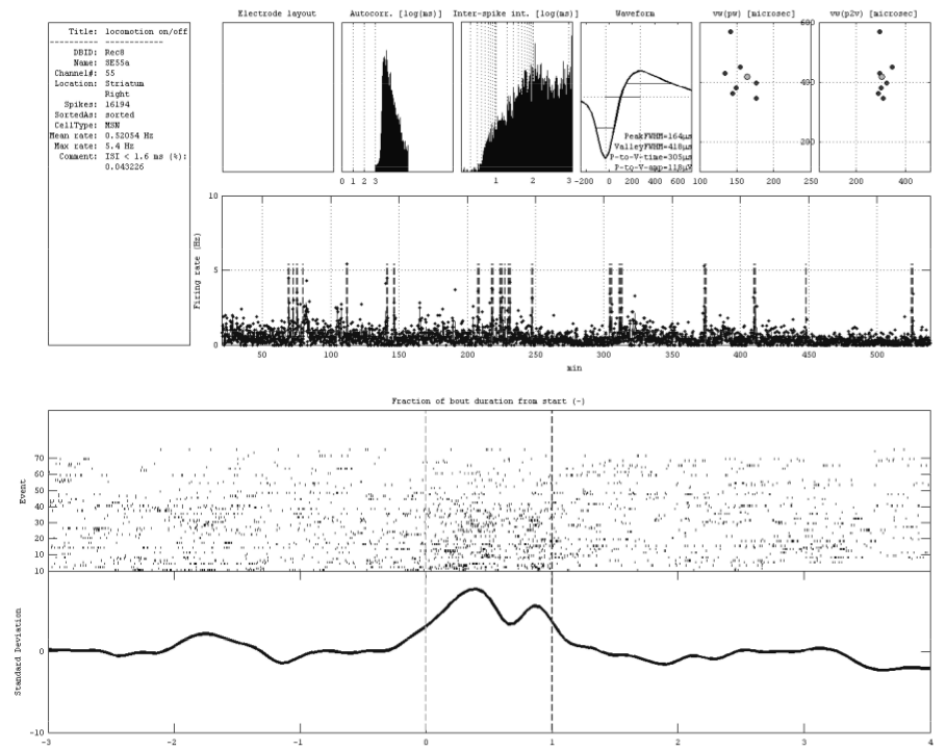 Title: locomotion on/off
--------------------
DBID: Rec8
Name: SE55a
Channel#: 55
Location: Striatum
Right
Spikes: 16194
SortedAs: sorted
CellType: MSN
Mean rate: 0.52054 Hz
Max rate: 5.4 Hz
Comment: ISI < 1.6 ms (%):
0.043226
Electrode layout
Autocorr. [log(ms)]
0 1 2 3
Inter-spike int. [log(ms)]
1 2 3
Waveform
PeakFWHM=164µs
ValleyFWHM=418µs
P-to-V-time=305µs
P-to-V-amp=118µV
-200 0 200 400 600
vw(pw) [microsec]
600
400
200
100 150 200
vw(p2v) [microsec]
200 400
Firing rate (Hz)
10
5
0
50 100 150 200 250 300 350 400 450 500
min
Fraction of bout duration from start (-)
Event
70
60
50
40
30
20
10
Standard Deviation
10
0
-10
-3 -2 -1 0 1 2 3 4